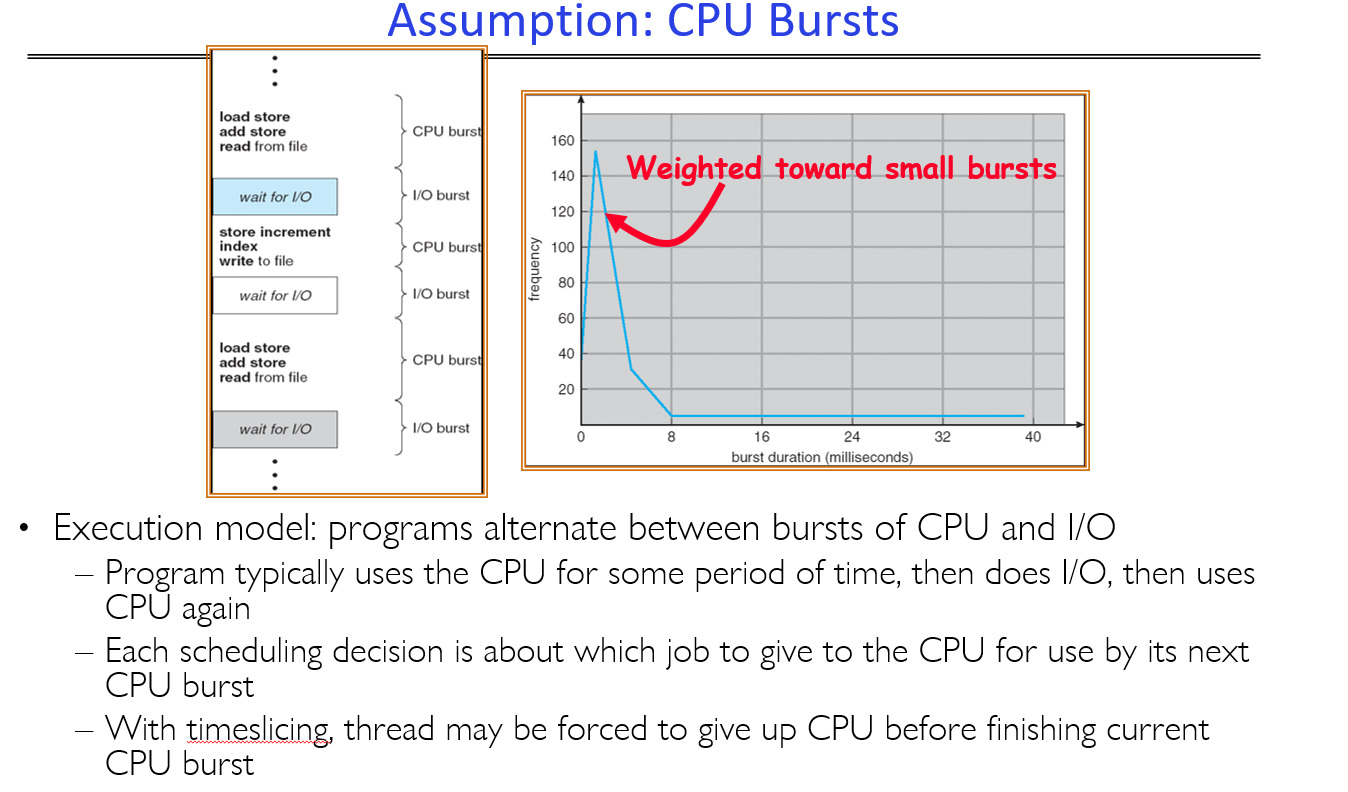 Assumption: CPU Bursts
load store
add store
read from file
CPU burst
wait for I/O
I/O burst
store increment
index
write to file
CPU burst
wait for I/O
I/O burst
load store
add store
read from file
CPU burst
wait for I/O
I/O burst
Weighted toward small bursts
frequency
160
140
120
100
80
60
40
20
0 8 16 24 32 40
burst duration (milliseconds)
• Execution model: programs alternate between bursts of CPU and I/O
– Program typically uses the CPU for some period of time, then does I/O, then uses
CPU again
– Each scheduling decision is about which job to give to the CPU for use by its next
CPU burst
– With timeslicing, thread may be forced to give up CPU before finishing current
CPU burst